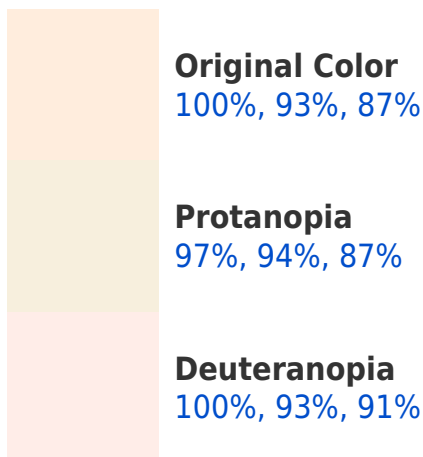 Original Color
100%, 93%, 87%
Protanopia
97%, 94%, 87%
Deuteranopia
100%, 93%, 91%